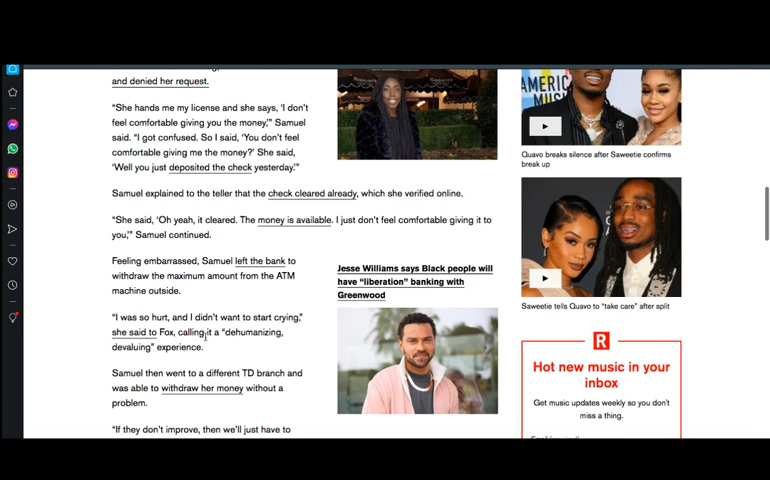 and denied her request.
“She hands me my license and she says, ‘I don’t
feel comfortable giving you the money,’” Samuel
said. “I got confused. So I said, ‘You don’t feel
comfortable giving me the money?’ She said,
‘Well you just deposited the check yesterday.’”
Samuel explained to the teller that the check cleared already, which she verified online.
“She said, ‘Oh yeah, it cleared. The money is available. I just don’t feel comfortable giving it to
you,’” Samuel continued.
Feeling embarrassed, Samuel left the bank to
withdraw the maximum amount from the ATM
machine outside.
“I was so hurt, and I didn’t want to start crying,”
she said to Fox, calling it a “dehumanizing,
devaluing” experience.
Samuel then went to a different TD branch and
was able to withdraw her money without a
problem.
“If they don’t improve, then we’ll just have to
Jesse Williams says Black people will
have “liberation” banking with
Greenwood
AMERICAN
MUSIC
Quavo breaks silence after Saweetie confirms
break up
Saweetie tells Quavo to “take care” after split
R
Hot new music in your
inbox
Get music updates weekly so you don’t
miss a thing.